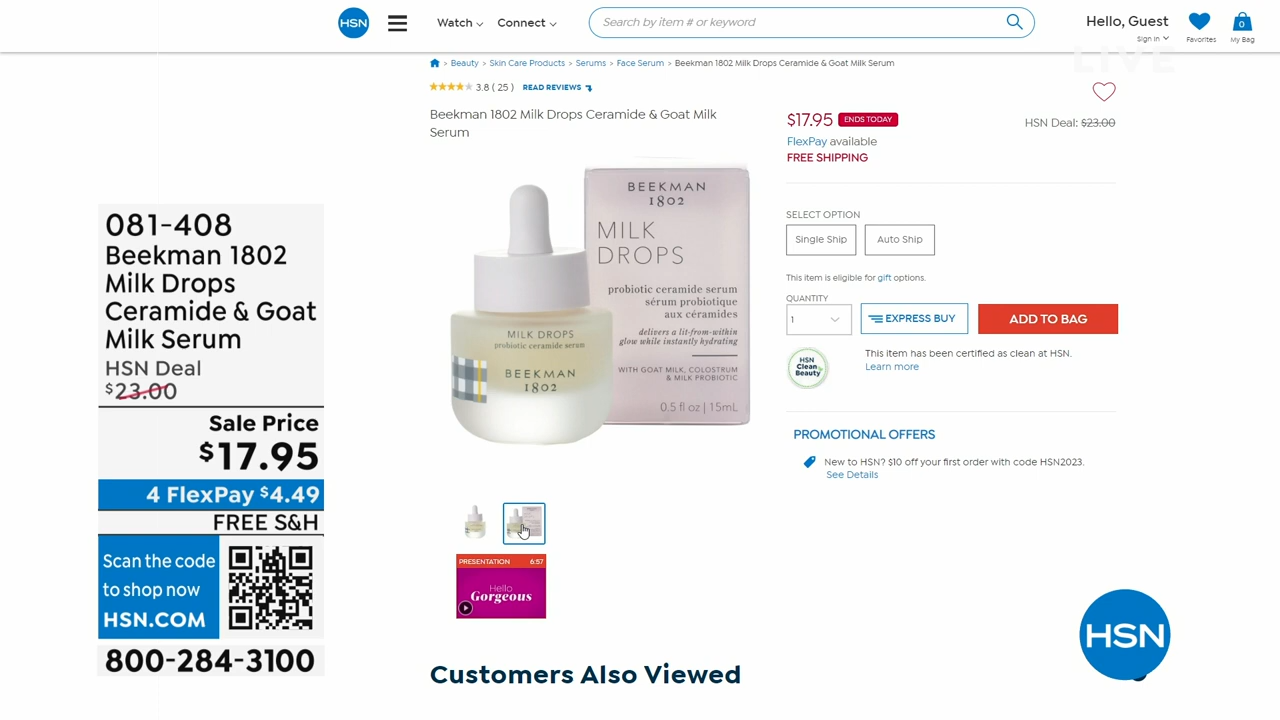 HSN
Watch
Connect
Search by item # or keyword
Hello, Guest
Sign In
Favorites
0
My Bag
LIVE
> Beauty > Skin Care Products > Serums > Face Serum > Beekman 1802 Milk Drops Ceramide & Goat Milk Serum
3.8 ( 25 ) READ REVIEWS
Beekman 1802 Milk Drops Ceramide & Goat Milk
Serum
$17.95 ENDS TODAY
HSN Deal: $23.00
FlexPay available
FREE SHIPPING
SELECT OPTION
Single Ship
Auto Ship
This item is eligible for gift options.
QUANTITY
1
EXPRESS BUY
ADD TO BAG
HSN
Clean
Beauty
This item has been certified as clean at HSN.
Learn more
PROMOTIONAL OFFERS
New to HSN? $10 off your first order with code HSN2023.
See Details
BEEKMAN
1802
MILK
DROPS
probiotic ceramide serum
sérum probiotique
aux céramides
delivers a lit-from-within
glow while instantly hydrating
WITH GOAT MILK, COLOSTRUM
& MILK PROBIOTIC
0.5 fl oz | 15mL
MILK DROPS
probiotic ceramide serum
BEEKMAN
1802
PRESENTATION 6:57
Hello
Gorgeous
Customers Also Viewed
081-408
Beekman 1802
Milk Drops
Ceramide & Goat
Milk Serum
HSN Deal
$23.00
Sale Price
$17.95
4 FlexPay $4.49
FREE S&H
Scan the code
to shop now
HSN.COM
800-284-3100
HSN